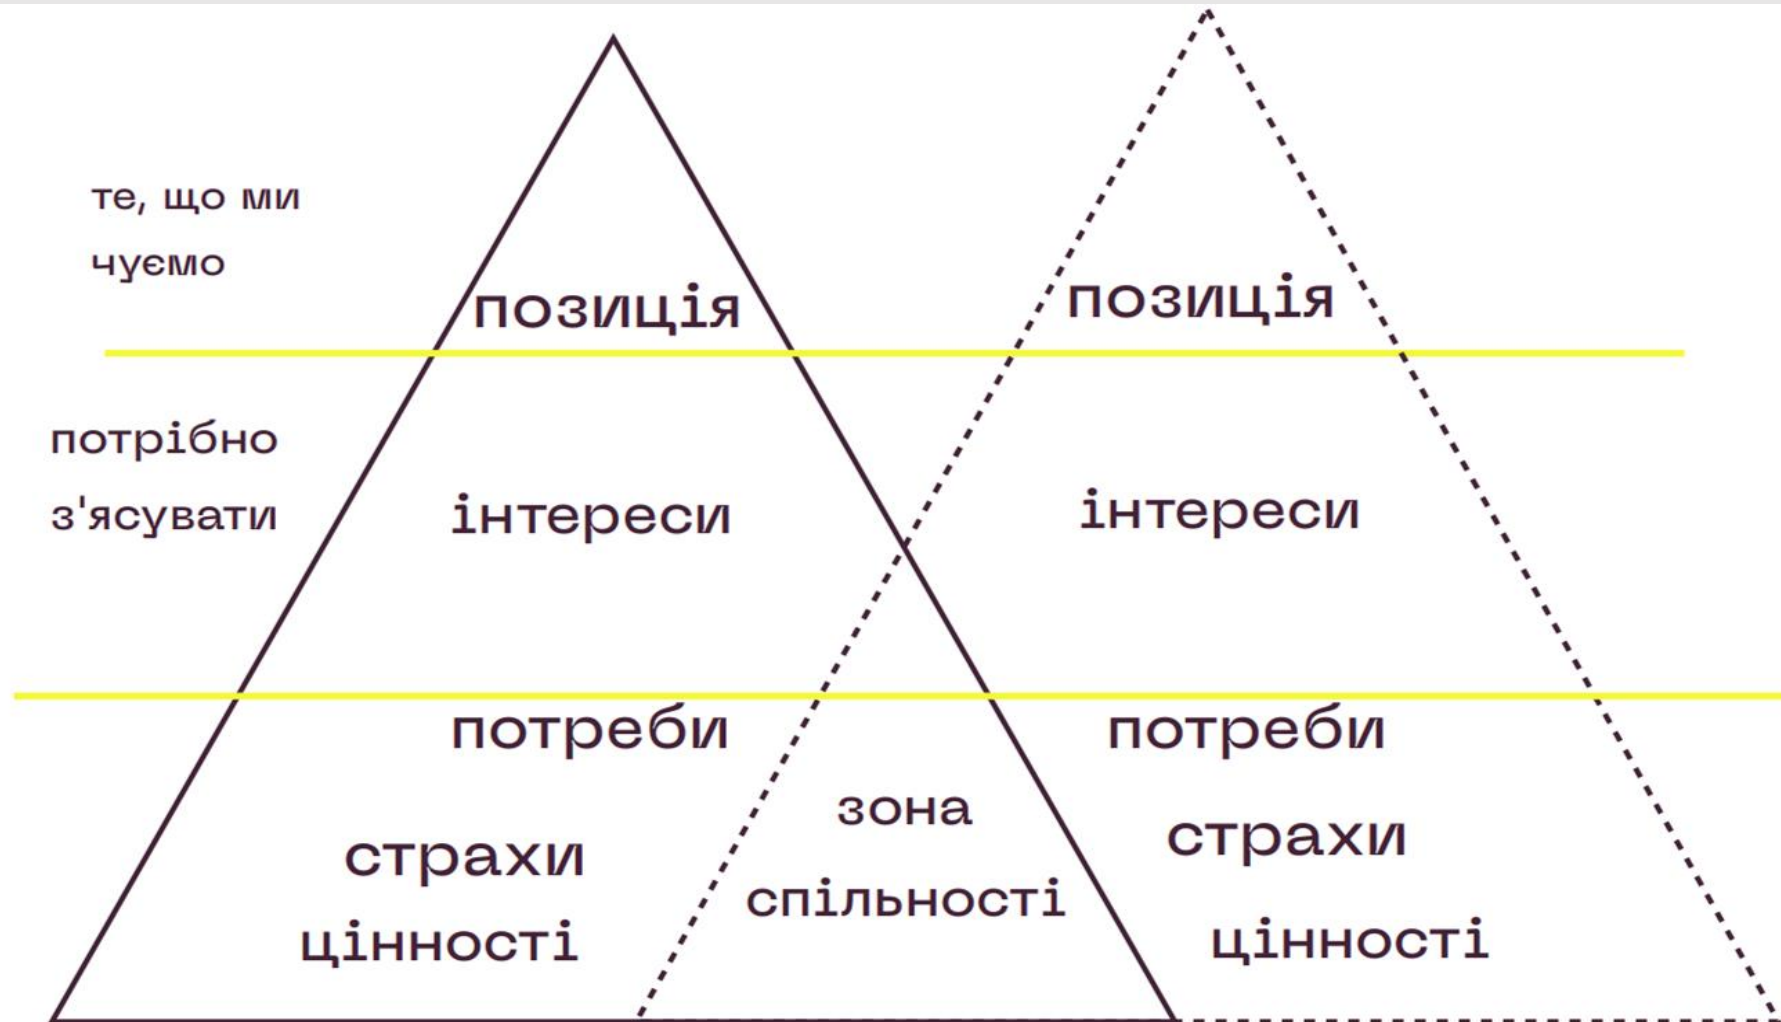 те, що ми
чуємо
позиція
позиція
потрібно
з'ясувати
інтереси
інтереси
потреби
потреби
зона
спільності
страхи
страхи
цінності
цінності